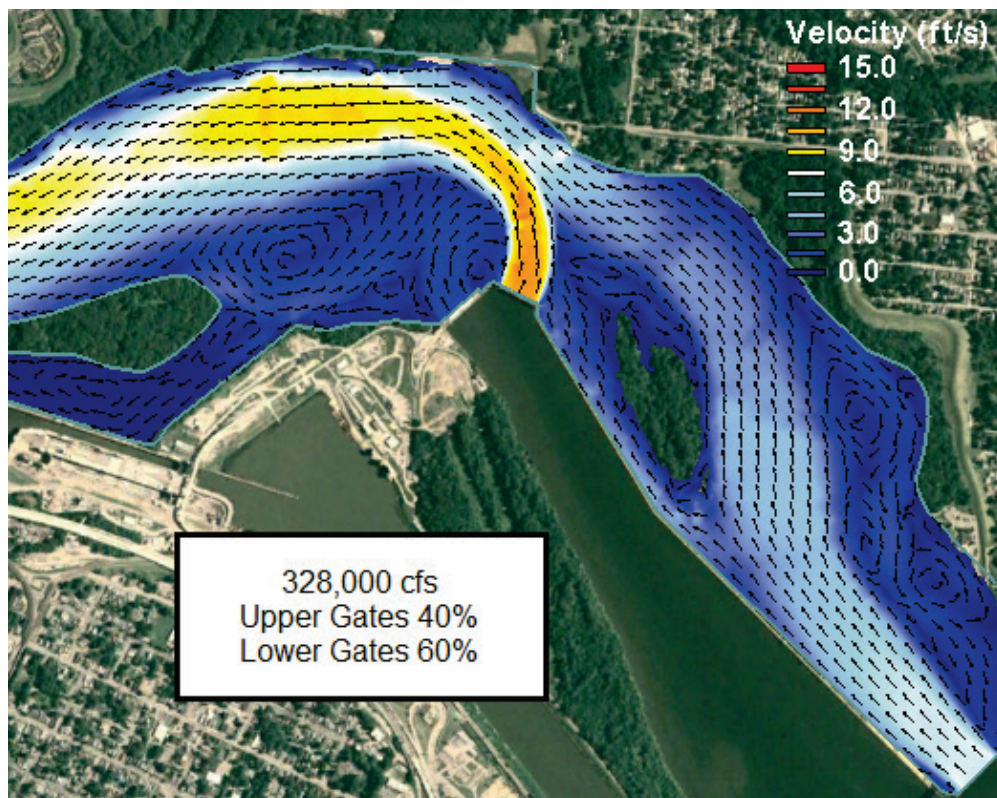 Velocity (ft/s)
15.0
12.0
9.0
6.0
3.0
0.0
328,000 cfs
Upper Gates 40%
Lower Gates 60%